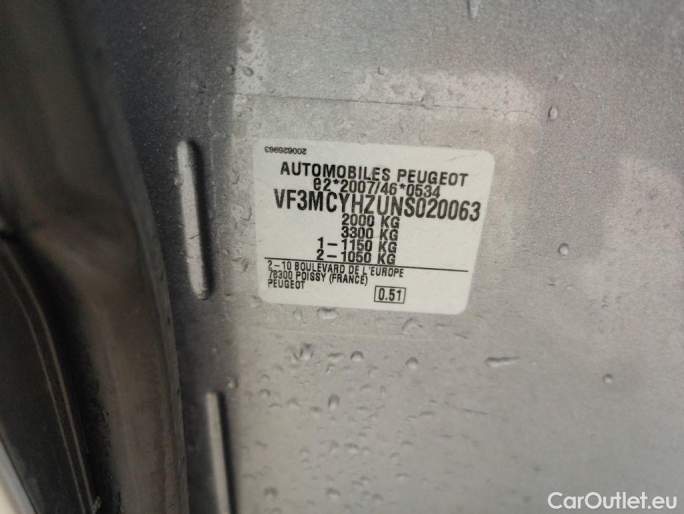 200626963
AUTOMOBILES PEUGEOT
e2*2007/46*0534
VF3MCYHZUNS020063
2000 KG
3300 KG
1-1150 KG
2-1050 KG
2-10 BOULEVARD DE L'EUROPE
78300 POISSY (FRANCE)
PEUGEOT
0.51
CarOutlet.eu